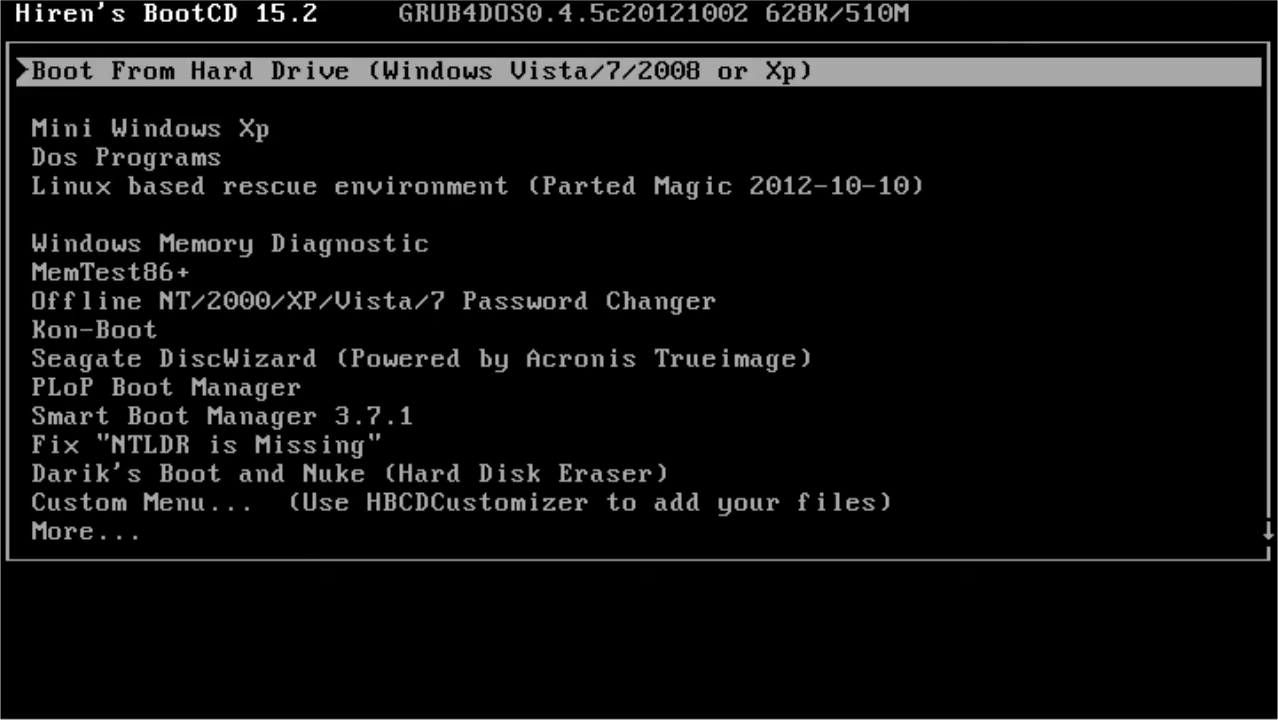 Hiren's BootCD 15.2 GRUB4DOS0.4.5c20121002 628K/510M
Boot From Hard Drive (Windows Vista/7/2008 or Xp)
Mini Windows Xp
Dos Programs
Linux based rescue environment (Parted Magic 2012-10-10)
Windows Memory Diagnostic
MemTest86+
Offline NT/2000/XP/Vista/7 Password Changer
Kon-Boot
Seagate DiscWizard (Powered by Acronis Trueimage)
PLoP Boot Manager
Smart Boot Manager 3.7.1
Fix "NTLDR is Missing"
Darik's Boot and Nuke (Hard Disk Eraser)
Custom Menu... (Use HBCDCustomizer to add your files)
More...